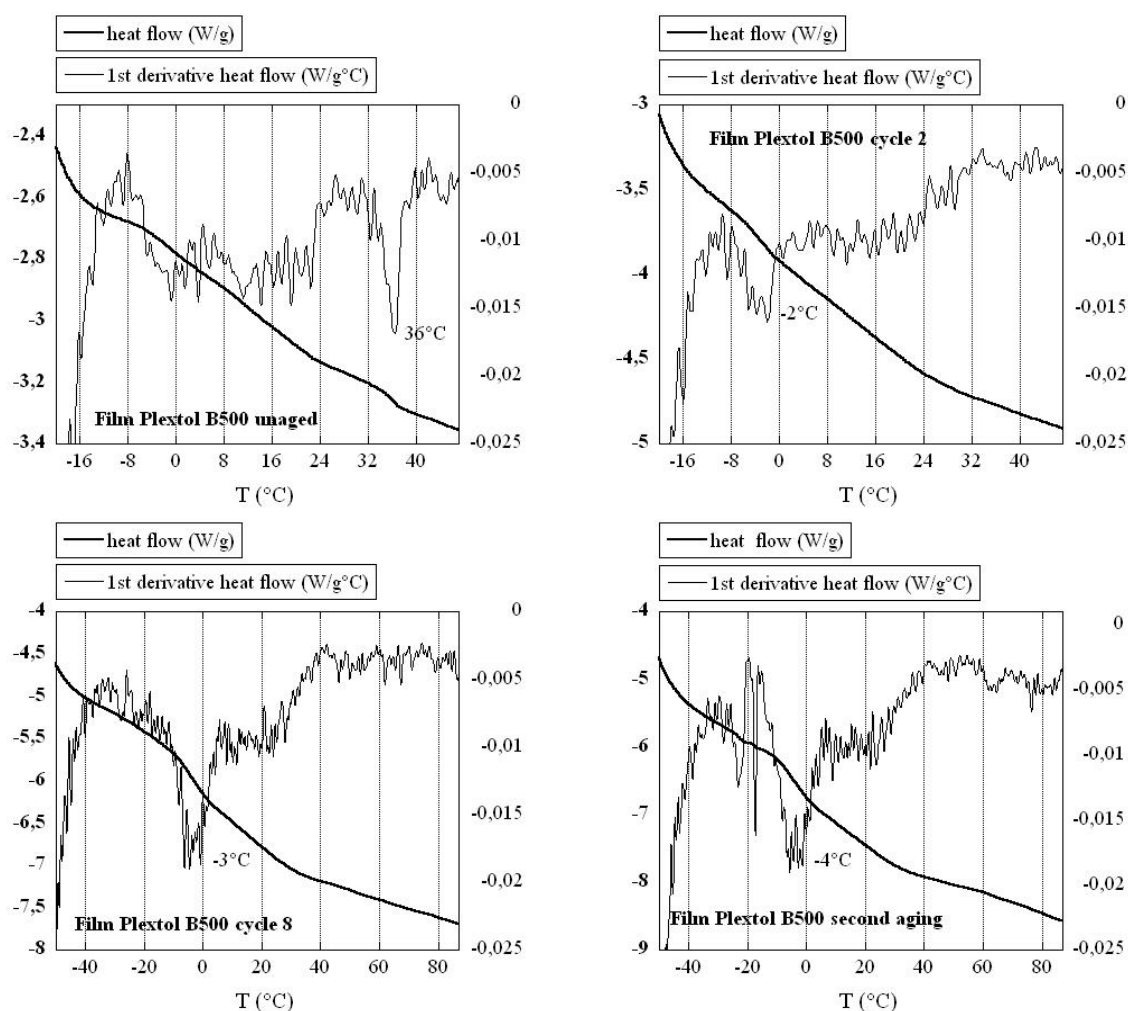 heat flow (W/g)
1st derivative heat flow (W/g°C)
-2,4
-2,6
-2,8
-3
-3,2
-3,4
0
-0,005
-0,01
-0,015
-0,02
-0,025
36°C
Film Plextol B500 unaged
-16 -8 0 8 16 24 32 40
T (°C)
heat flow (W/g)
1st derivative heat flow (W/g°C)
-3
-3,5
-4
-4,5
-5
0
-0,005
-0,01
-0,015
-0,02
-0,025
Film Plextol B500 cycle 2
-2°C
-16 -8 0 8 16 24 32 40
T (°C)
heat flow (W/g)
1st derivative heat flow (W/g°C)
-4
-4,5
-5
-5,5
-6
-6,5
-7
-7,5
-8
0
-0,005
-0,01
-0,015
-0,02
-0,025
-3°C
Film Plextol B500 cycle 8
-40 -20 0 20 40 60 80
T (°C)
heat flow (W/g)
1st derivative heat flow (W/g°C)
-4
-5
-6
-7
-8
-9
0
-0,005
-0,01
-0,015
-0,02
-0,025
-4°C
Film Plextol B500 second aging
-40 -20 0 20 40 60 80
T (°C)